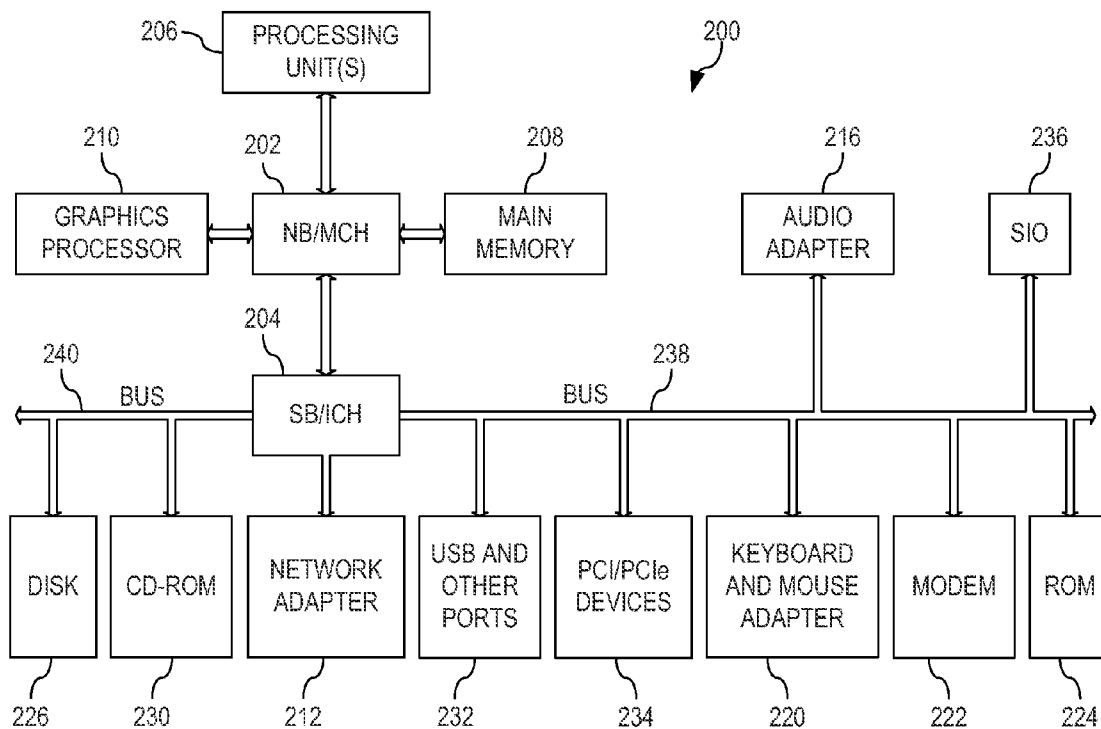 206
PROCESSING
UNIT(S)
200
210
202
208
216
236
GRAPHICS
PROCESSOR
NB/MCH
MAIN
MEMORY
AUDIO
ADAPTER
SIO
204
240
238
BUS
SB/ICH
BUS
DISK
CD-ROM
NETWORK
ADAPTER
USB AND
OTHER
PORTS
PCI/PCIe
DEVICES
KEYBOARD
AND MOUSE
ADAPTER
MODEM
ROM
226
230
212
232
234
220
222
224